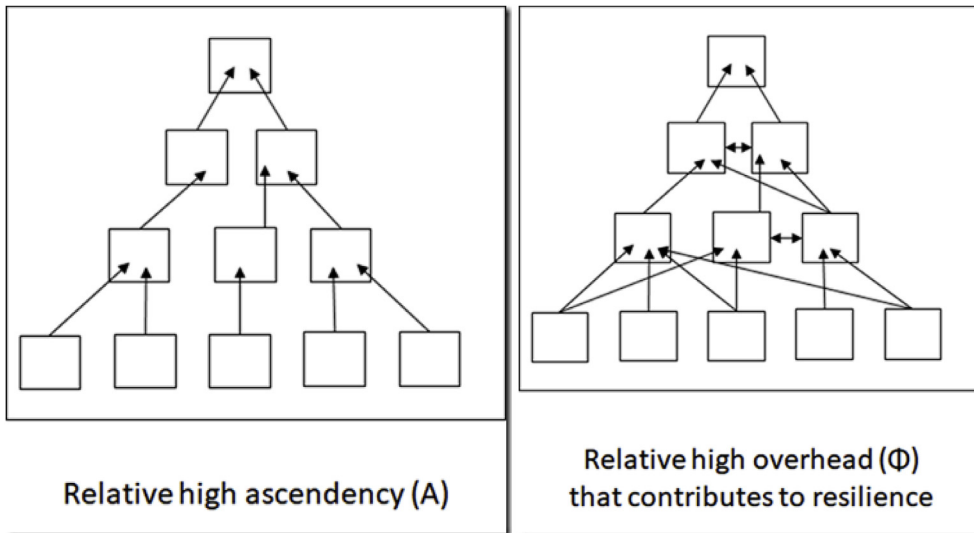 Relative high ascendency (A)
Relative high overhead (Φ)
that contributes to resilience